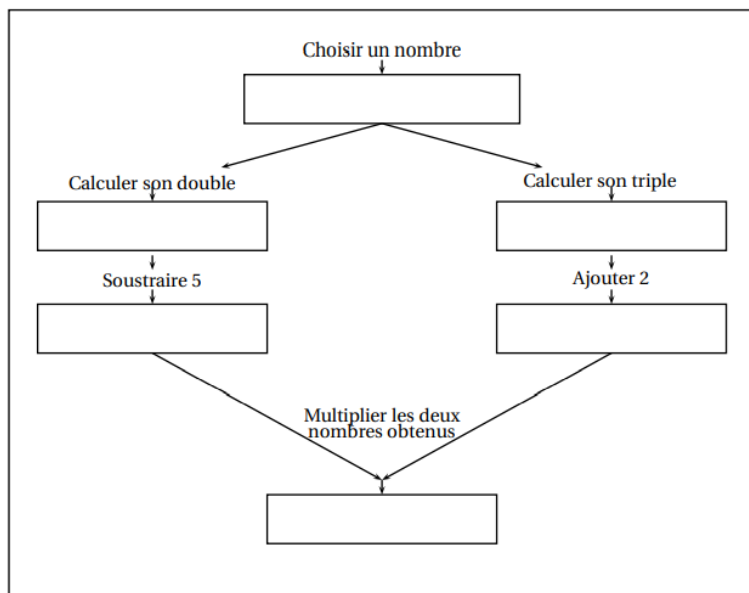 Choisir un nombre
Calculer son double
Calculer son triple
Soustraire 5
Ajouter 2
Multiplier les deux
nombres obtenus